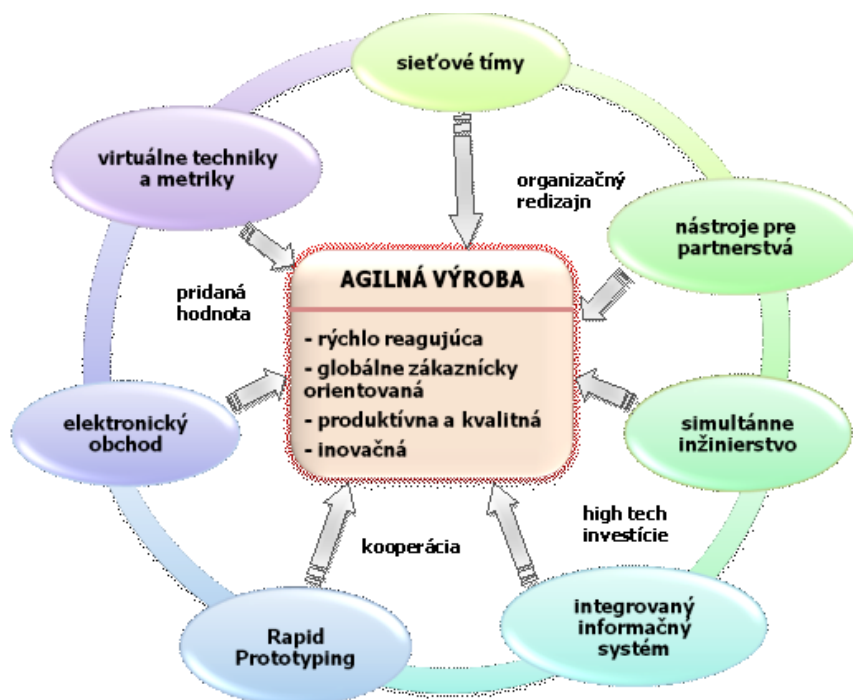 sieťové tímy
virtuálne techniky
a metriky
organizačný
redizajn
nástroje pre
partnerstvá
pridaná
hodnota
AGILNÁ VÝROBA
- rýchlo reagujúca
- globálne zákaznícky
orientovaná
- produktívna a kvalitná
- inovačná
elektronický
obchod
simultánne
inžinierstvo
kooperácia
high tech
investície
Rapid
Prototyping
integrovaný
informačný
systém